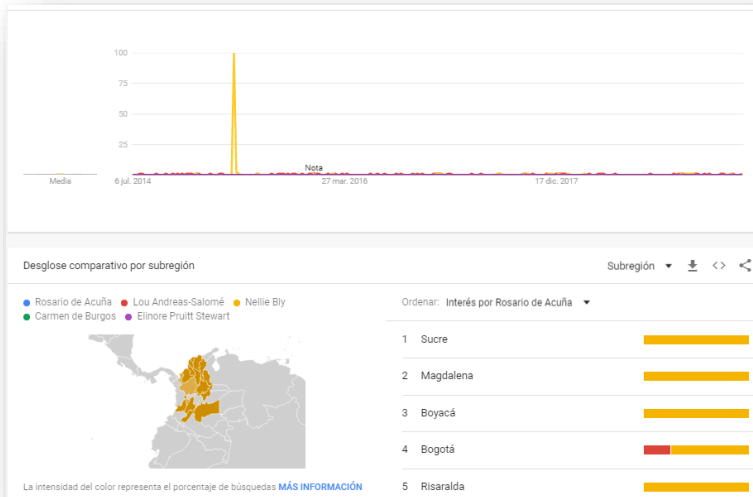 100
75
50
25
Nota
Media
6 jul. 2014
27 mar. 2016
17 dic. 2017
Desglose comparativo por subregión
Subregión
Rosario de Acuña
Lou Andreas-Salomé
Nellie Bly
Carmen de Burgos
Elinore Pruitt Stewart
Ordenar: Interés por Rosario de Acuña
1 Sucre
2 Magdalena
3 Boyacá
4 Bogotá
5 Risaralda
La intensidad del color representa el porcentaje de búsquedas MÁS INFORMACIÓN